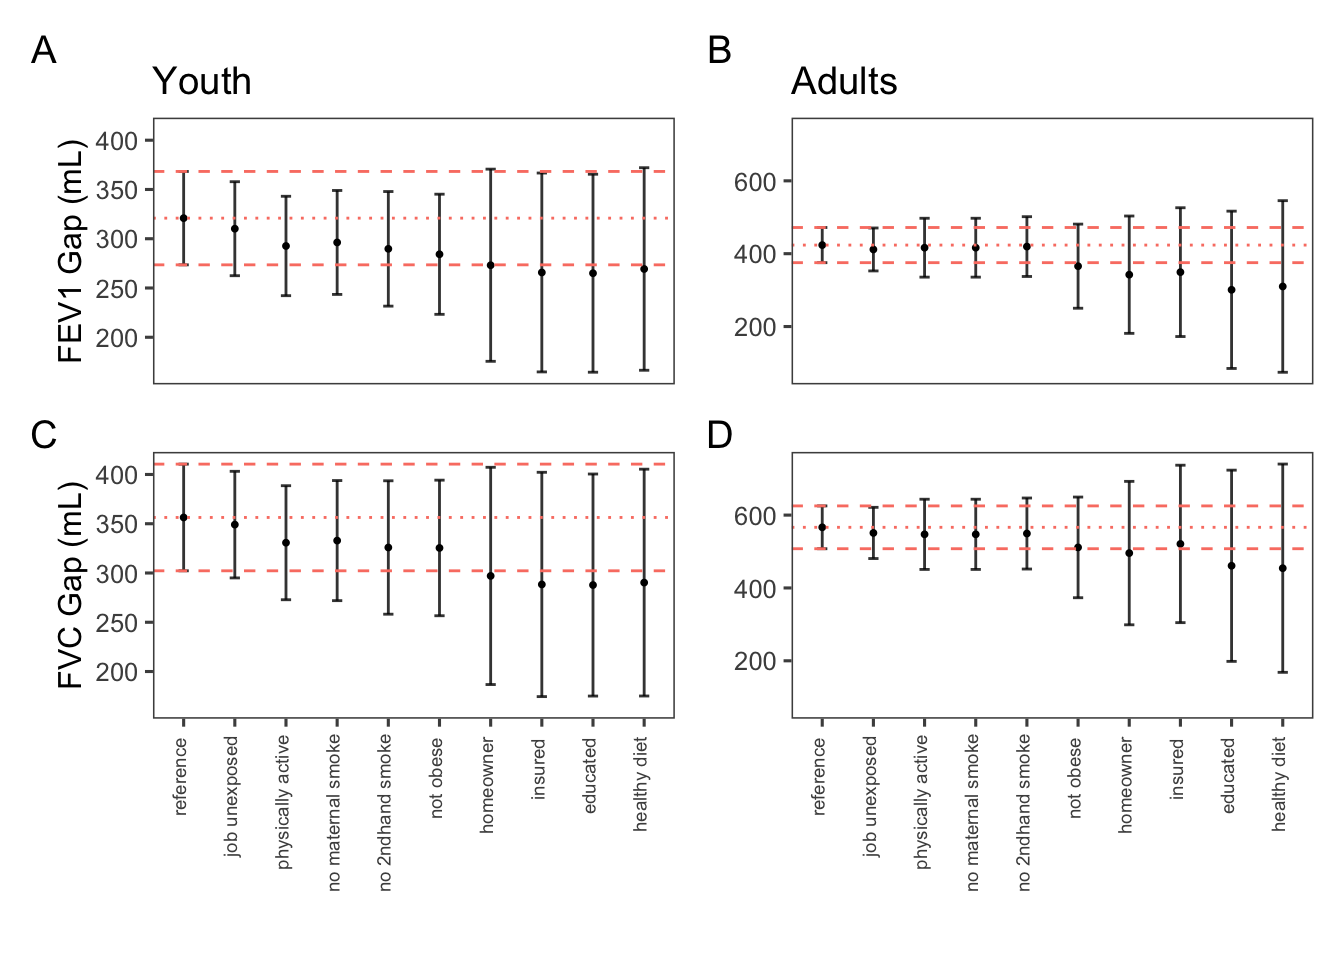 A
B
Youth
Adults
FEV1 Gap (mL)
400
350
300
250
200
600
400
200
C
D
FVC Gap (mL)
400
350
300
250
200
600
400
200
reference
job unexposed
physically active
no maternal smoke
no 2ndhand smoke
not obese
homeowner
insured
educated
healthy diet
reference
job unexposed
physically active
no maternal smoke
no 2ndhand smoke
not obese
homeowner
insured
educated
healthy diet